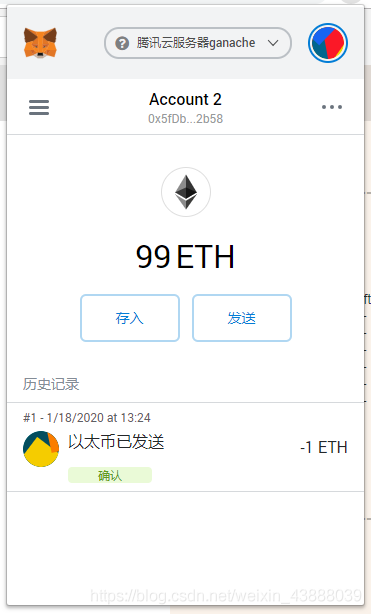 腾讯云服务器ganache
Account 2
0x5fDb...2b58
99 ETH
存入
发送
历史记录
#1 - 1/18/2020 at 13:24
以太币已发送
-1 ETH
确认
ft
https://blog.csdn.net/weixin_43888039